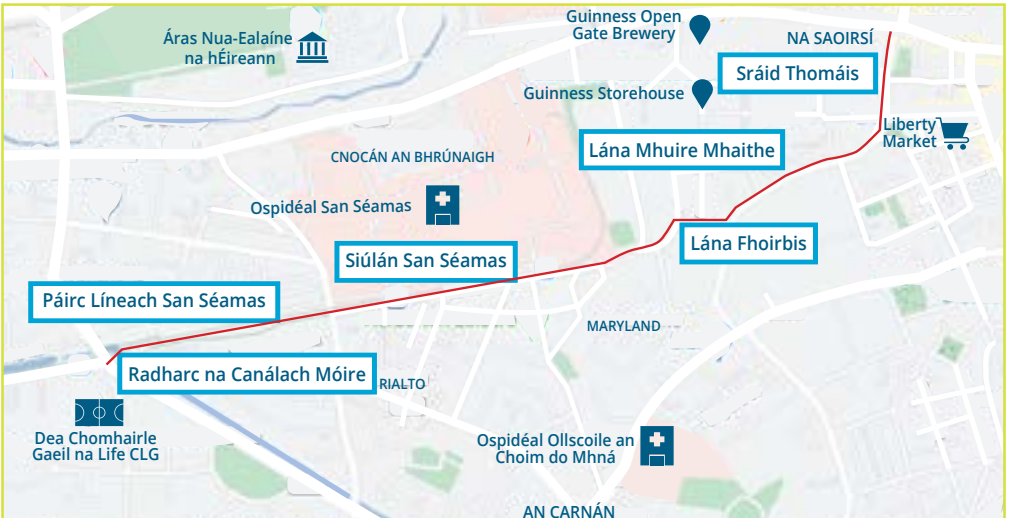 Guinness Open
Gate Brewery
Áras Nua-Ealaíne
na hÉireann
NA SAOIRSÍ
Sráid Thomáis
Guinness Storehouse
Liberty
Market
Lána Mhuire Mhaithe
CNOCÁN AN BHRÚNAIGH
Ospidéal San Séamas
Lána Fhoirbis
Siúlán San Séamas
Páirc Líneach San Séamas
MARYLAND
Radharc na Canálach Móire
RIALTO
Dea Chomhairle
Gaeil na Life CLG
Ospidéal Ollscoile an
Choim do Mhná
AN CARNÁN